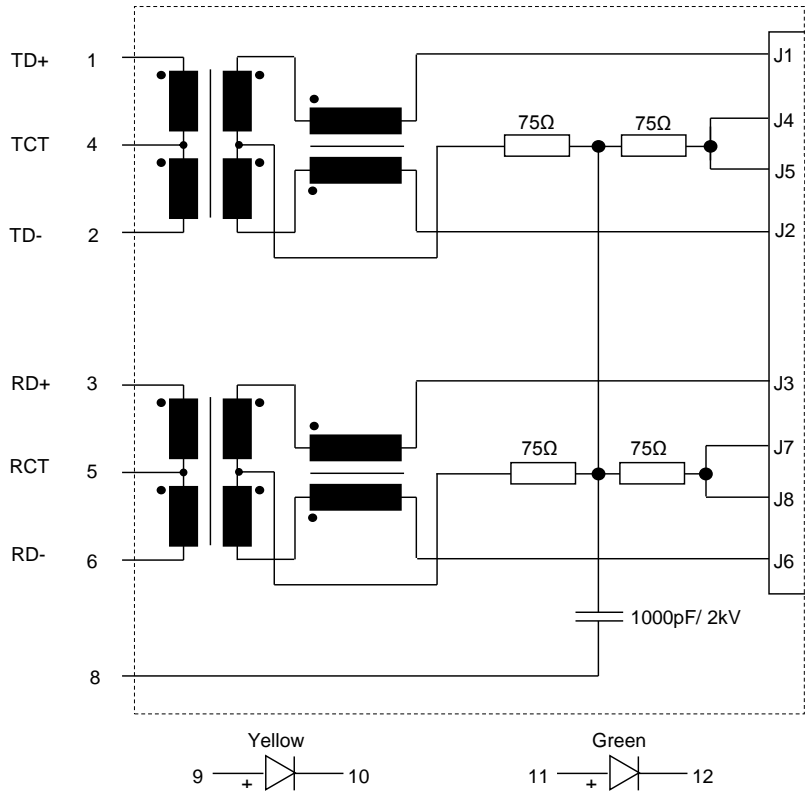 TD+ 1 J1
75Ω 75Ω J4
TCT 4
J5
TD- 2 J2
RD+ 3 J3
75Ω 75Ω J7
RCT 5
J8
RD- 6 J6
1000pF/ 2kV
8
Yellow Green
9 + 10 11 + 12